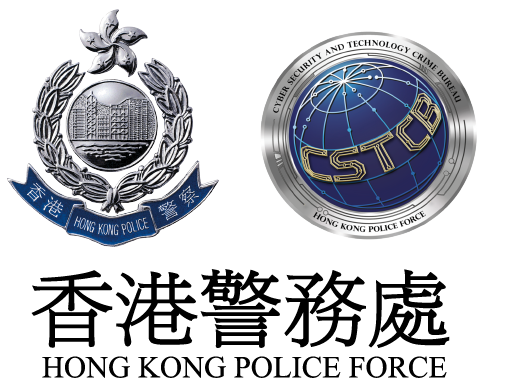 香港
HONG KONG POLICE
警察
CYBER SECURITY AND TECHNOLOGY CRIME BUREAU
CSTCB
HONG KONG POLICE FORCE
香港警務處
HONG KONG POLICE FORCE